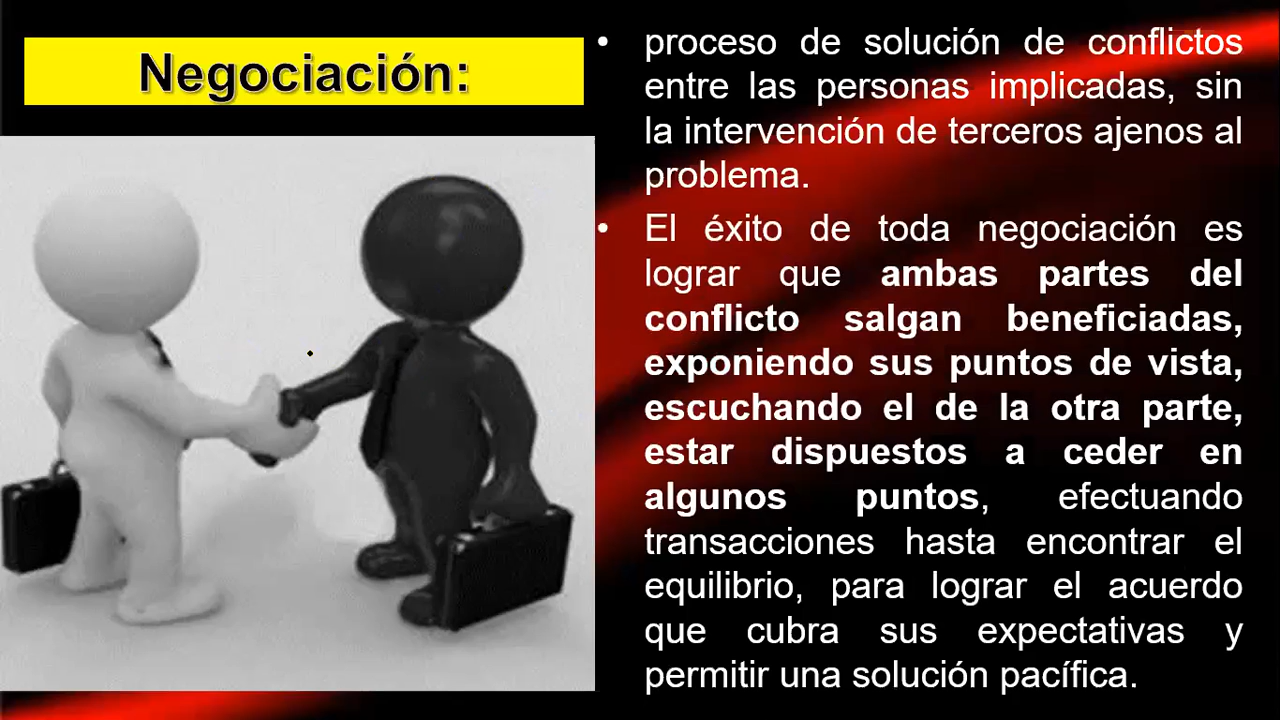 Negociación:
• proceso de solución de conflictos
entre las personas implicadas, sin
la intervención de terceros ajenos al
problema.
• El éxito de toda negociación es
lograr que ambas partes del
conflicto salgan beneficiadas,
exponiendo sus puntos de vista,
escuchando el de la otra parte,
estar dispuestos a ceder en
algunos puntos, efectuando
transacciones hasta encontrar el
equilibrio, para lograr el acuerdo
que cubra sus expectativas y
permitir una solución pacífica.